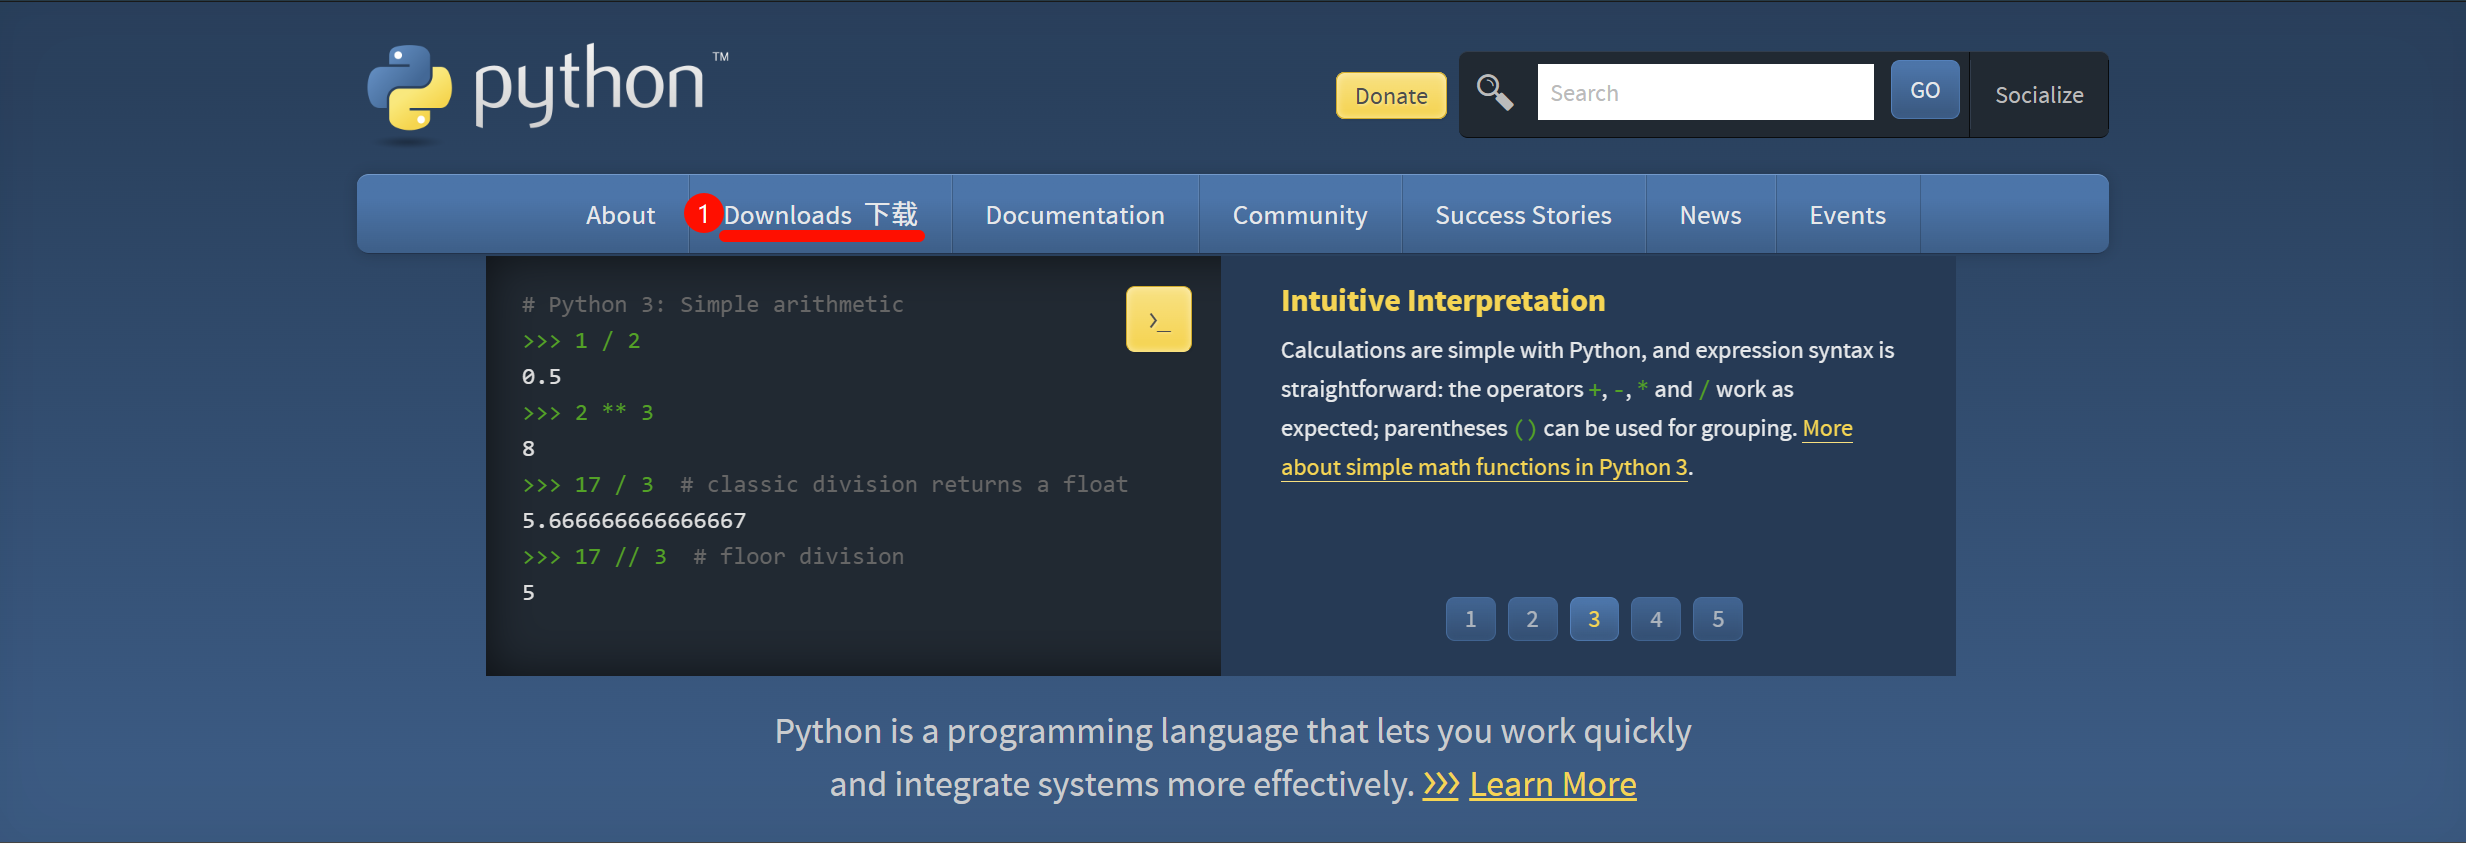 python™
Donate
Search
GO
Socialize
About
1
Downloads 下载
Documentation
Community
Success Stories
News
Events
# Python 3: Simple arithmetic
>>> 1 / 2
0.5
>>> 2 ** 3
8
>>> 17 / 3  # classic division returns a float
5.666666666666667
>>> 17 // 3  # floor division
5
>_
Intuitive Interpretation
Calculations are simple with Python, and expression syntax is
straightforward: the operators +, -, * and / work as
expected; parentheses () can be used for grouping. More
about simple math functions in Python 3.
1 2 3 4 5
Python is a programming language that lets you work quickly
and integrate systems more effectively. >>> Learn More